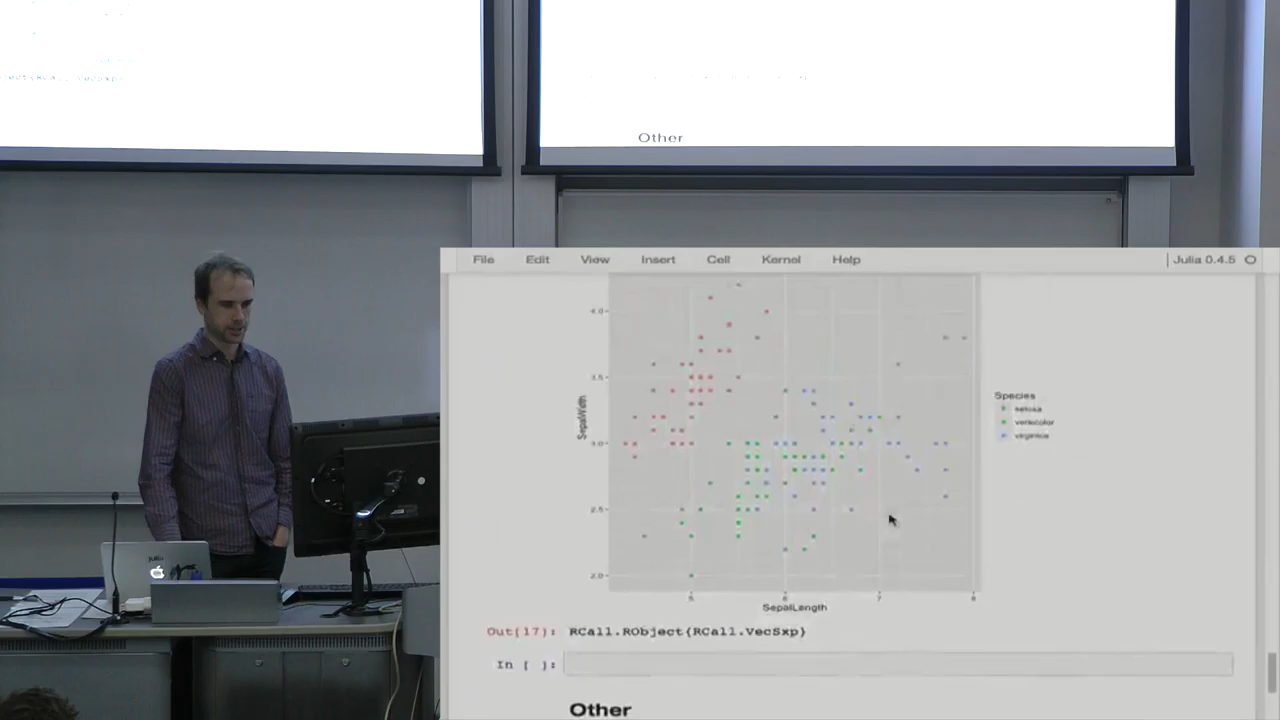 Other
File Edit View Insert Cell Kernel Help Julia 0.4.5
4.0
3.5
SepalWidth
3.0
2.5
2.0
5 6 7 8
SepalLength
Species
setosa
versicolor
virginica
Out[17]: RCall.RObject{RCall.VecSxp}
In [ ]:
Other
Julia